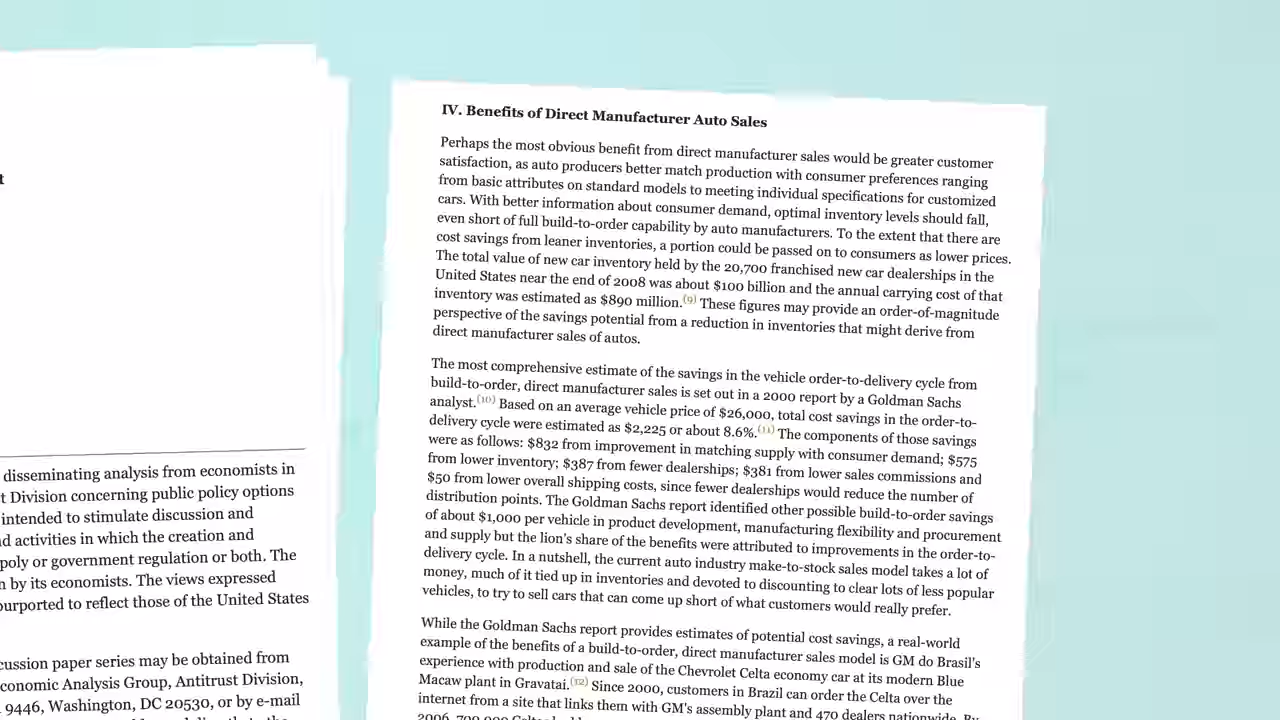 t
disseminating analysis from economists in
t Division concerning public policy options
intended to stimulate discussion and
d activities in which the creation and
poly or government regulation or both. The
n by its economists. The views expressed
ourported to reflect those of the United States
cussion paper series may be obtained from
conomic Analysis Group, Antitrust Division,
9446, Washington, DC 20530, or by e-mail
IV. Benefits of Direct Manufacturer Auto Sales
Perhaps the most obvious benefit from direct manufacturer sales would be greater customer
satisfaction, as auto producers better match production with consumer preferences ranging
from basic attributes on standard models to meeting individual specifications for customized
cars. With better information about consumer demand, optimal inventory levels should fall,
even short of full build-to-order capability by auto manufacturers. To the extent that there are
cost savings from leaner inventories, a portion could be passed on to consumers as lower prices.
The total value of new car inventory held by the 20,700 franchised new car dealerships in the
United States near the end of 2008 was about $100 billion and the annual carrying cost of that
inventory was estimated as $890 million.(9) These figures may provide an order-of-magnitude
perspective of the savings potential from a reduction in inventories that might derive from
direct manufacturer sales of autos.
The most comprehensive estimate of the savings in the vehicle order-to-delivery cycle from
build-to-order, direct manufacturer sales is set out in a 2000 report by a Goldman Sachs
analyst.(10) Based on an average vehicle price of $26,000, total cost savings in the order-to-
delivery cycle were estimated as $2,225 or about 8.6%.(11) The components of those savings
were as follows: $832 from improvement in matching supply with consumer demand; $575
from lower inventory; $387 from fewer dealerships; $381 from lower sales commissions and
$50 from lower overall shipping costs, since fewer dealerships would reduce the number of
distribution points. The Goldman Sachs report identified other possible build-to-order savings
of about $1,000 per vehicle in product development, manufacturing flexibility and procurement
and supply but the lion's share of the benefits were attributed to improvements in the order-to-
delivery cycle. In a nutshell, the current auto industry make-to-stock sales model takes a lot of
money, much of it tied up in inventories and devoted to discounting to clear lots of less popular
vehicles, to try to sell cars that can come up short of what customers would really prefer.
While the Goldman Sachs report provides estimates of potential cost savings, a real-world
example of the benefits of a build-to-order, direct manufacturer sales model is GM do Brasil's
experience with production and sale of the Chevrolet Celta economy car at its modern Blue
Macaw plant in Gravatai.(12) Since 2000, customers in Brazil can order the Celta over the
internet from a site that links them with GM's assembly plant and 470 dealers nationwide. By